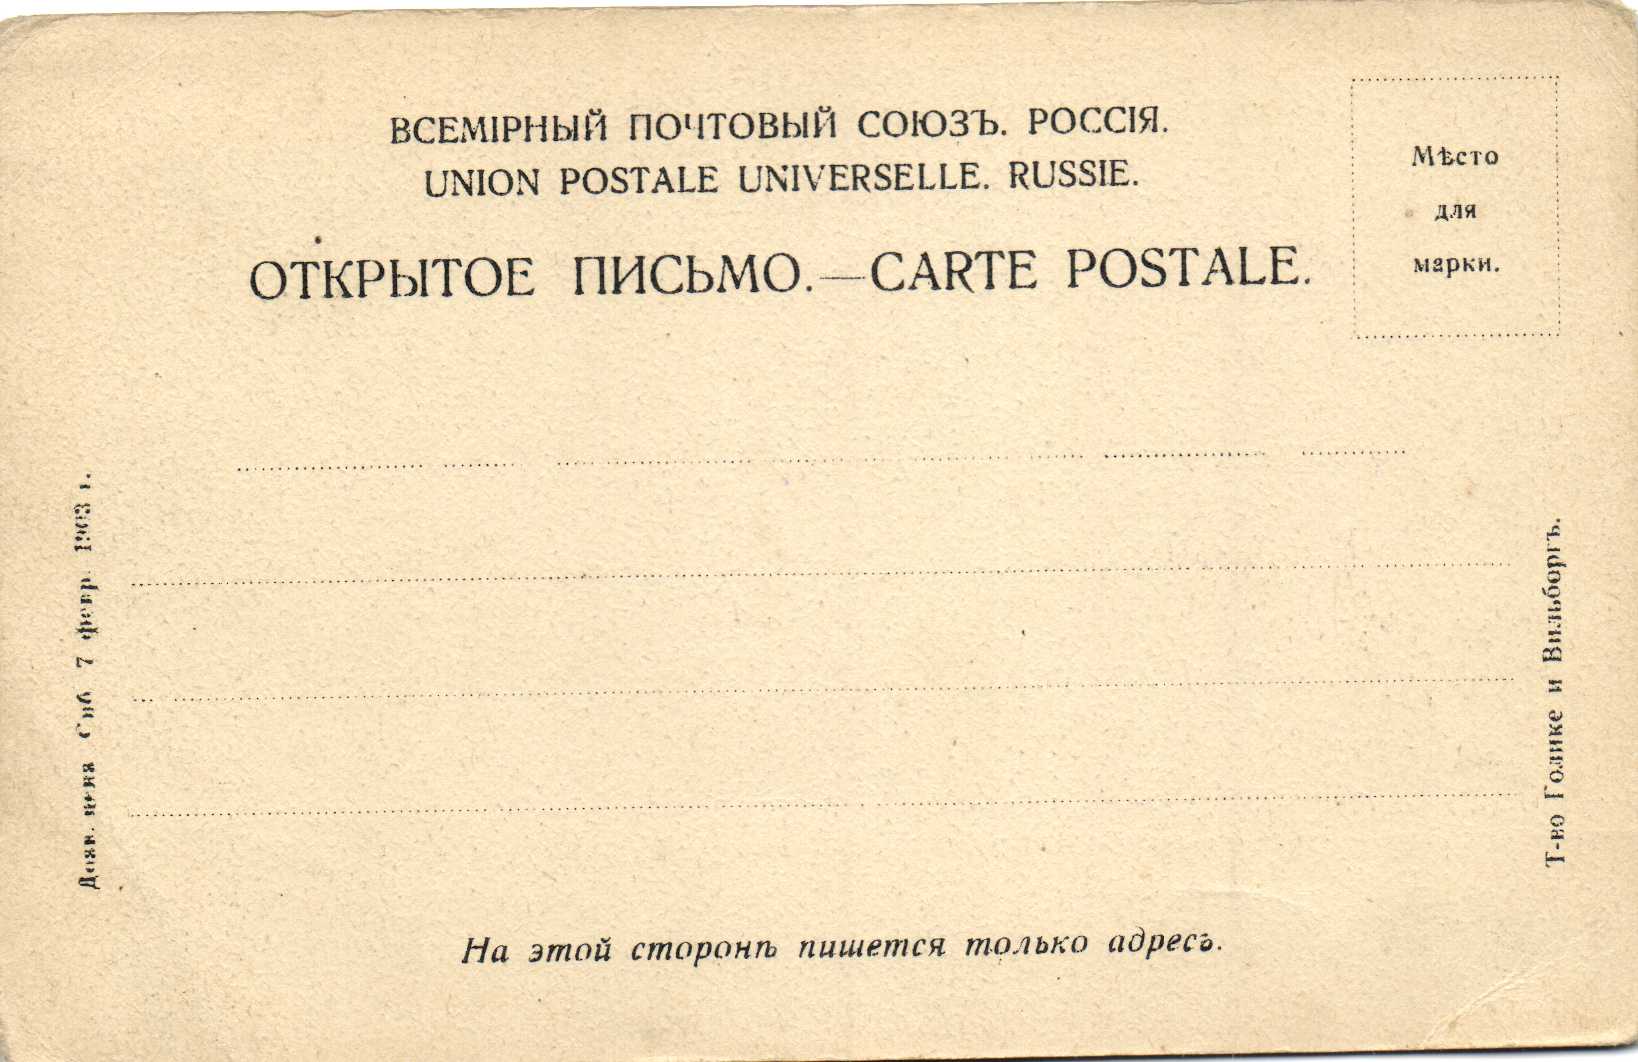 ВСЕМІРНЫЙ ПОЧТОВЫЙ СОЮЗЪ. РОССІЯ.
UNION POSTALE UNIVERSELLE. RUSSIE.
ОТКРЫТОЕ ПИСЬМО.—CARTE POSTALE.
Мѣсто
для
марки.
Дозв. ценз. Спб. 7 февр. 1903 г.
Т-во Голике и Вильборгъ.
На этой сторонѣ пишется только адресъ.